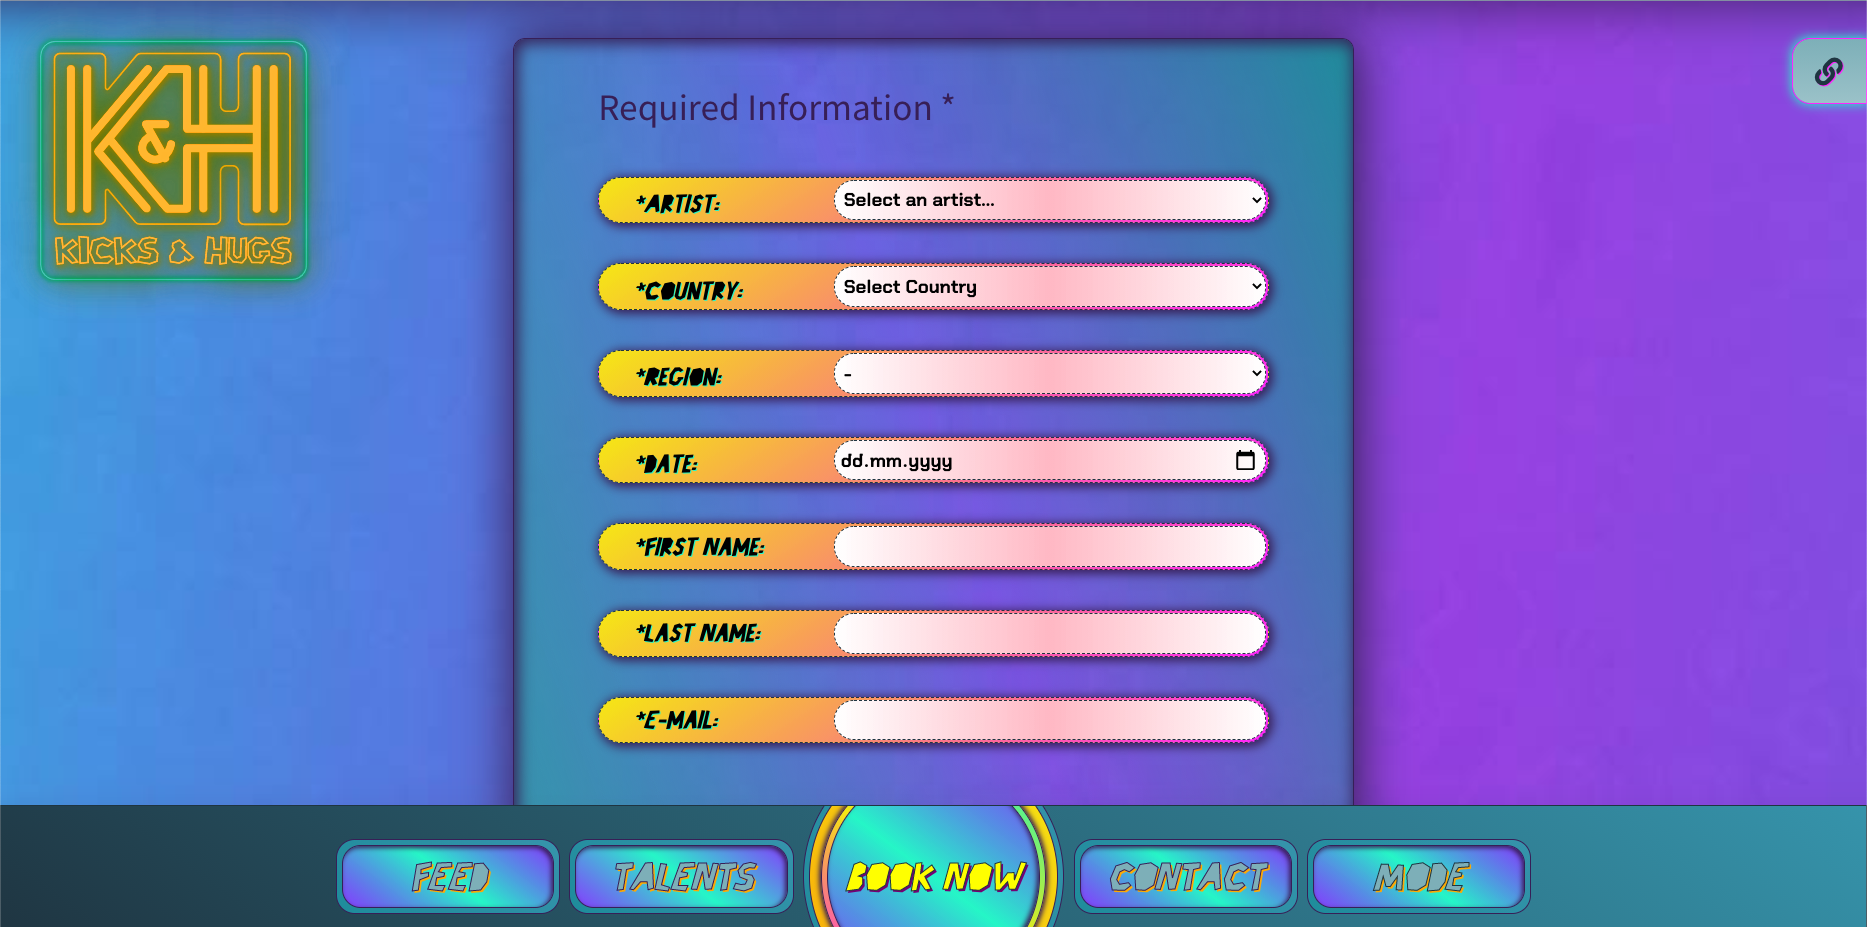 K&H
KICKS & HUGS
Required Information *
*ARTIST: Select an artist...
*COUNTRY: Select Country
*REGION: -
*DATE: dd.mm.yyyy
*FIRST NAME:
*LAST NAME:
*E-MAIL:
FEED TALENTS BOOK NOW CONTACT MODE